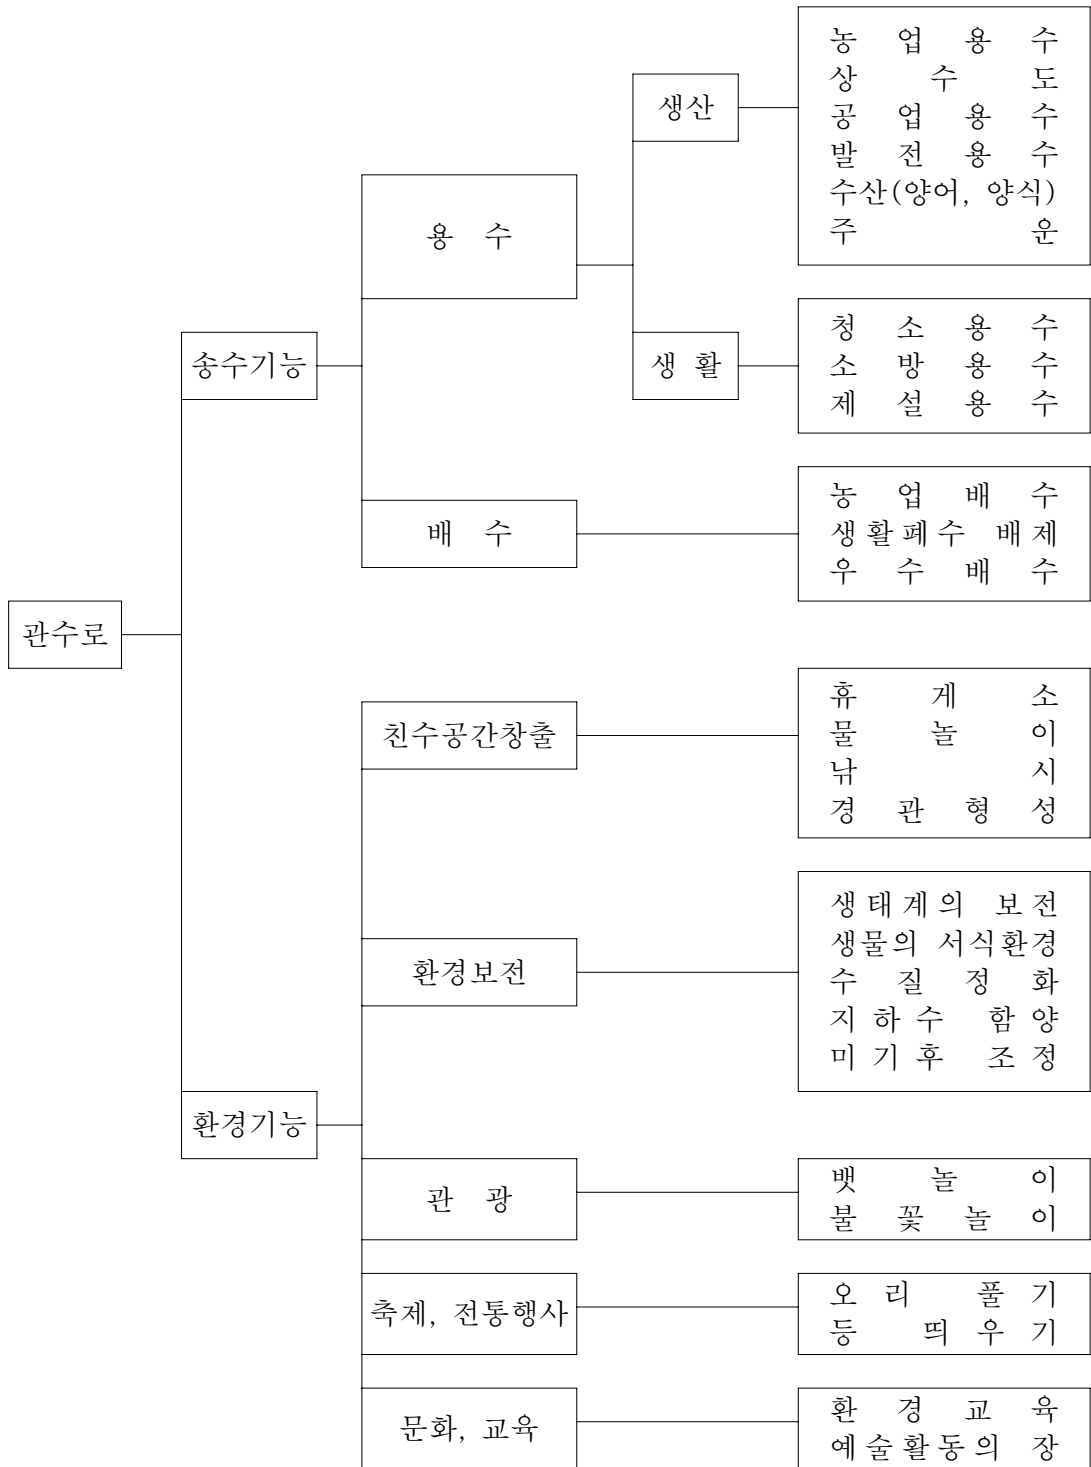 관수로
송수기능
용 수
생산
농 업 용 수
상 수 도
공 업 용 수
발 전 용 수
수산(양어, 양식)
주 운
생 활
청 소 용 수
소 방 용 수
제 설 용 수
배 수
농 업 배 수
생활폐수 배제
우 수 배 수
환경기능
친수공간창출
휴 게 소
물 놀 이
낚 시
경 관 형 성
환경보전
생태계의 보전
생물의 서식환경
수 질 정 화
지하수 함양
미기후 조정
관 광
뱃 놀 이
불 꽃 놀 이
축제, 전통행사
오리 풀기
등 띄우기
문화, 교육
환 경 교 육
예술활동의 장